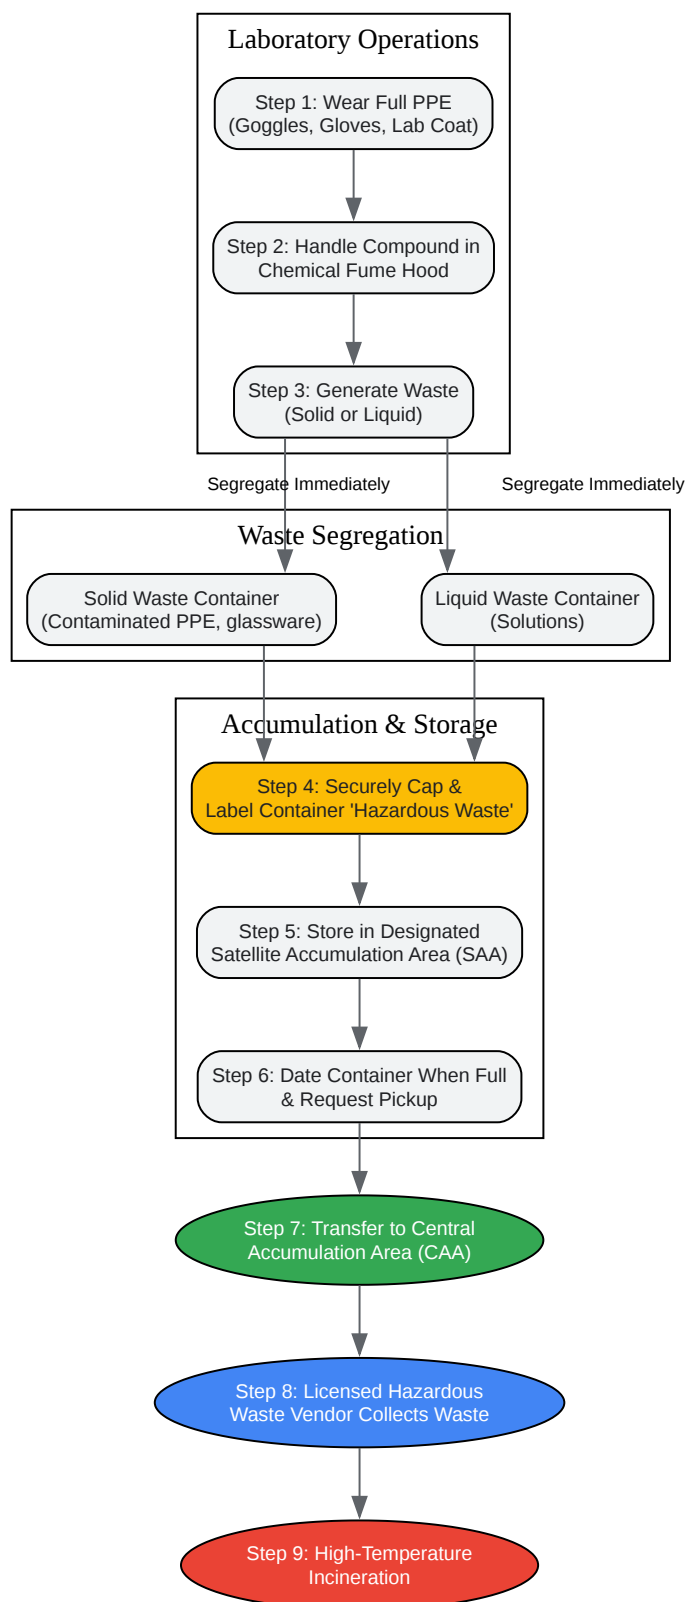 Laboratory Operations
Step 1: Wear Full PPE
(Goggles, Gloves, Lab Coat)
Step 2: Handle Compound in
Chemical Fume Hood
Step 3: Generate Waste
(Solid or Liquid)
Segregate Immediately
Segregate Immediately
Waste Segregation
Solid Waste Container
(Contaminated PPE, glassware)
Liquid Waste Container
(Solutions)
Accumulation & Storage
Step 4: Securely Cap &
Label Container 'Hazardous Waste'
Step 5: Store in Designated
Satellite Accumulation Area (SAA)
Step 6: Date Container When Full
& Request Pickup
Step 7: Transfer to Central
Accumulation Area (CAA)
Step 8: Licensed Hazardous
Waste Vendor Collects Waste
Step 9: High-Temperature
Incineration